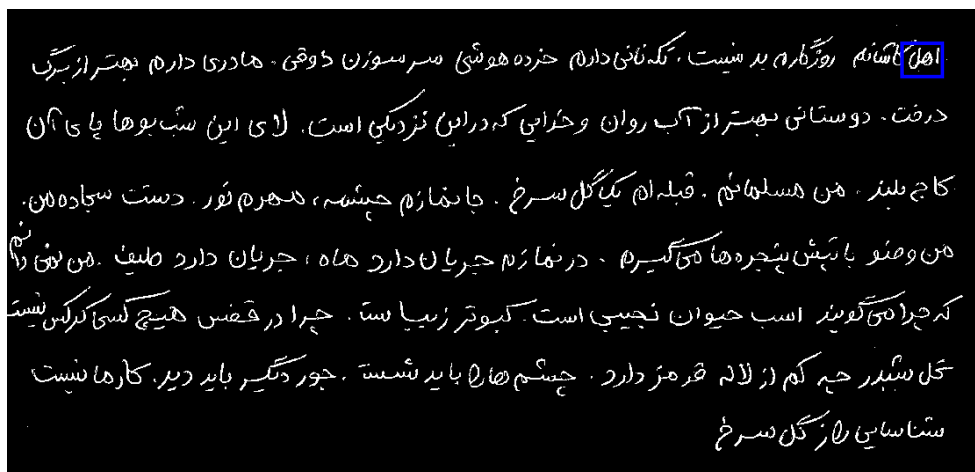 اهل کاشانم روزگارم بد نیست. تکه نانی دارم خرده هوشی سر سوزن ذوقی. مادری دارم بهتر از برگ
درخت. دوستانی بهتر از آب روان و خدایی که در این نزدیکی است. لای این شب بوها پای آن
کاج بلند. من مسلمانم. قبله ام یک گل سرخ. جا نمازم چشمه، مهرم نور. دشت سجاده من.
من وضو با تپش پنجره ها می گیرم. در نمازم جریان دارد ماه، جریان دارد طیف. من نمی دانم
که چرا می گویند اسب حیوان نجیبی است. کبوتر زیبا ست. چرا در قفس هیچ کسی کرکس نیست
گل شبدر چه کم از لاله قرمز دارد. چشم ها را باید شست. جور دیگر باید دید. کار ما نیست
شناسایی راز گل سرخ